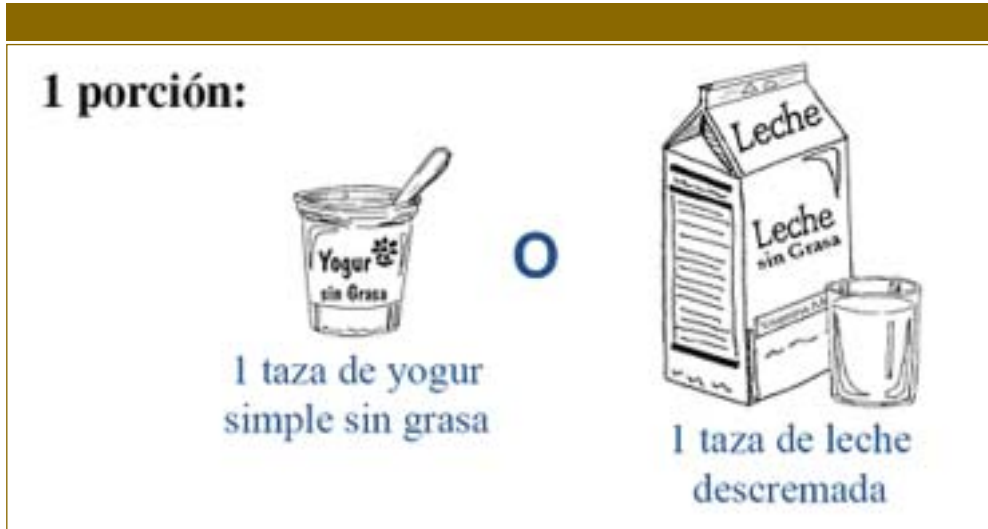 1 porción:
Yogur
sin Grasa
O
Leche
Leche
sin Grasa
1 taza de yogur
simple sin grasa
1 taza de leche
descremada